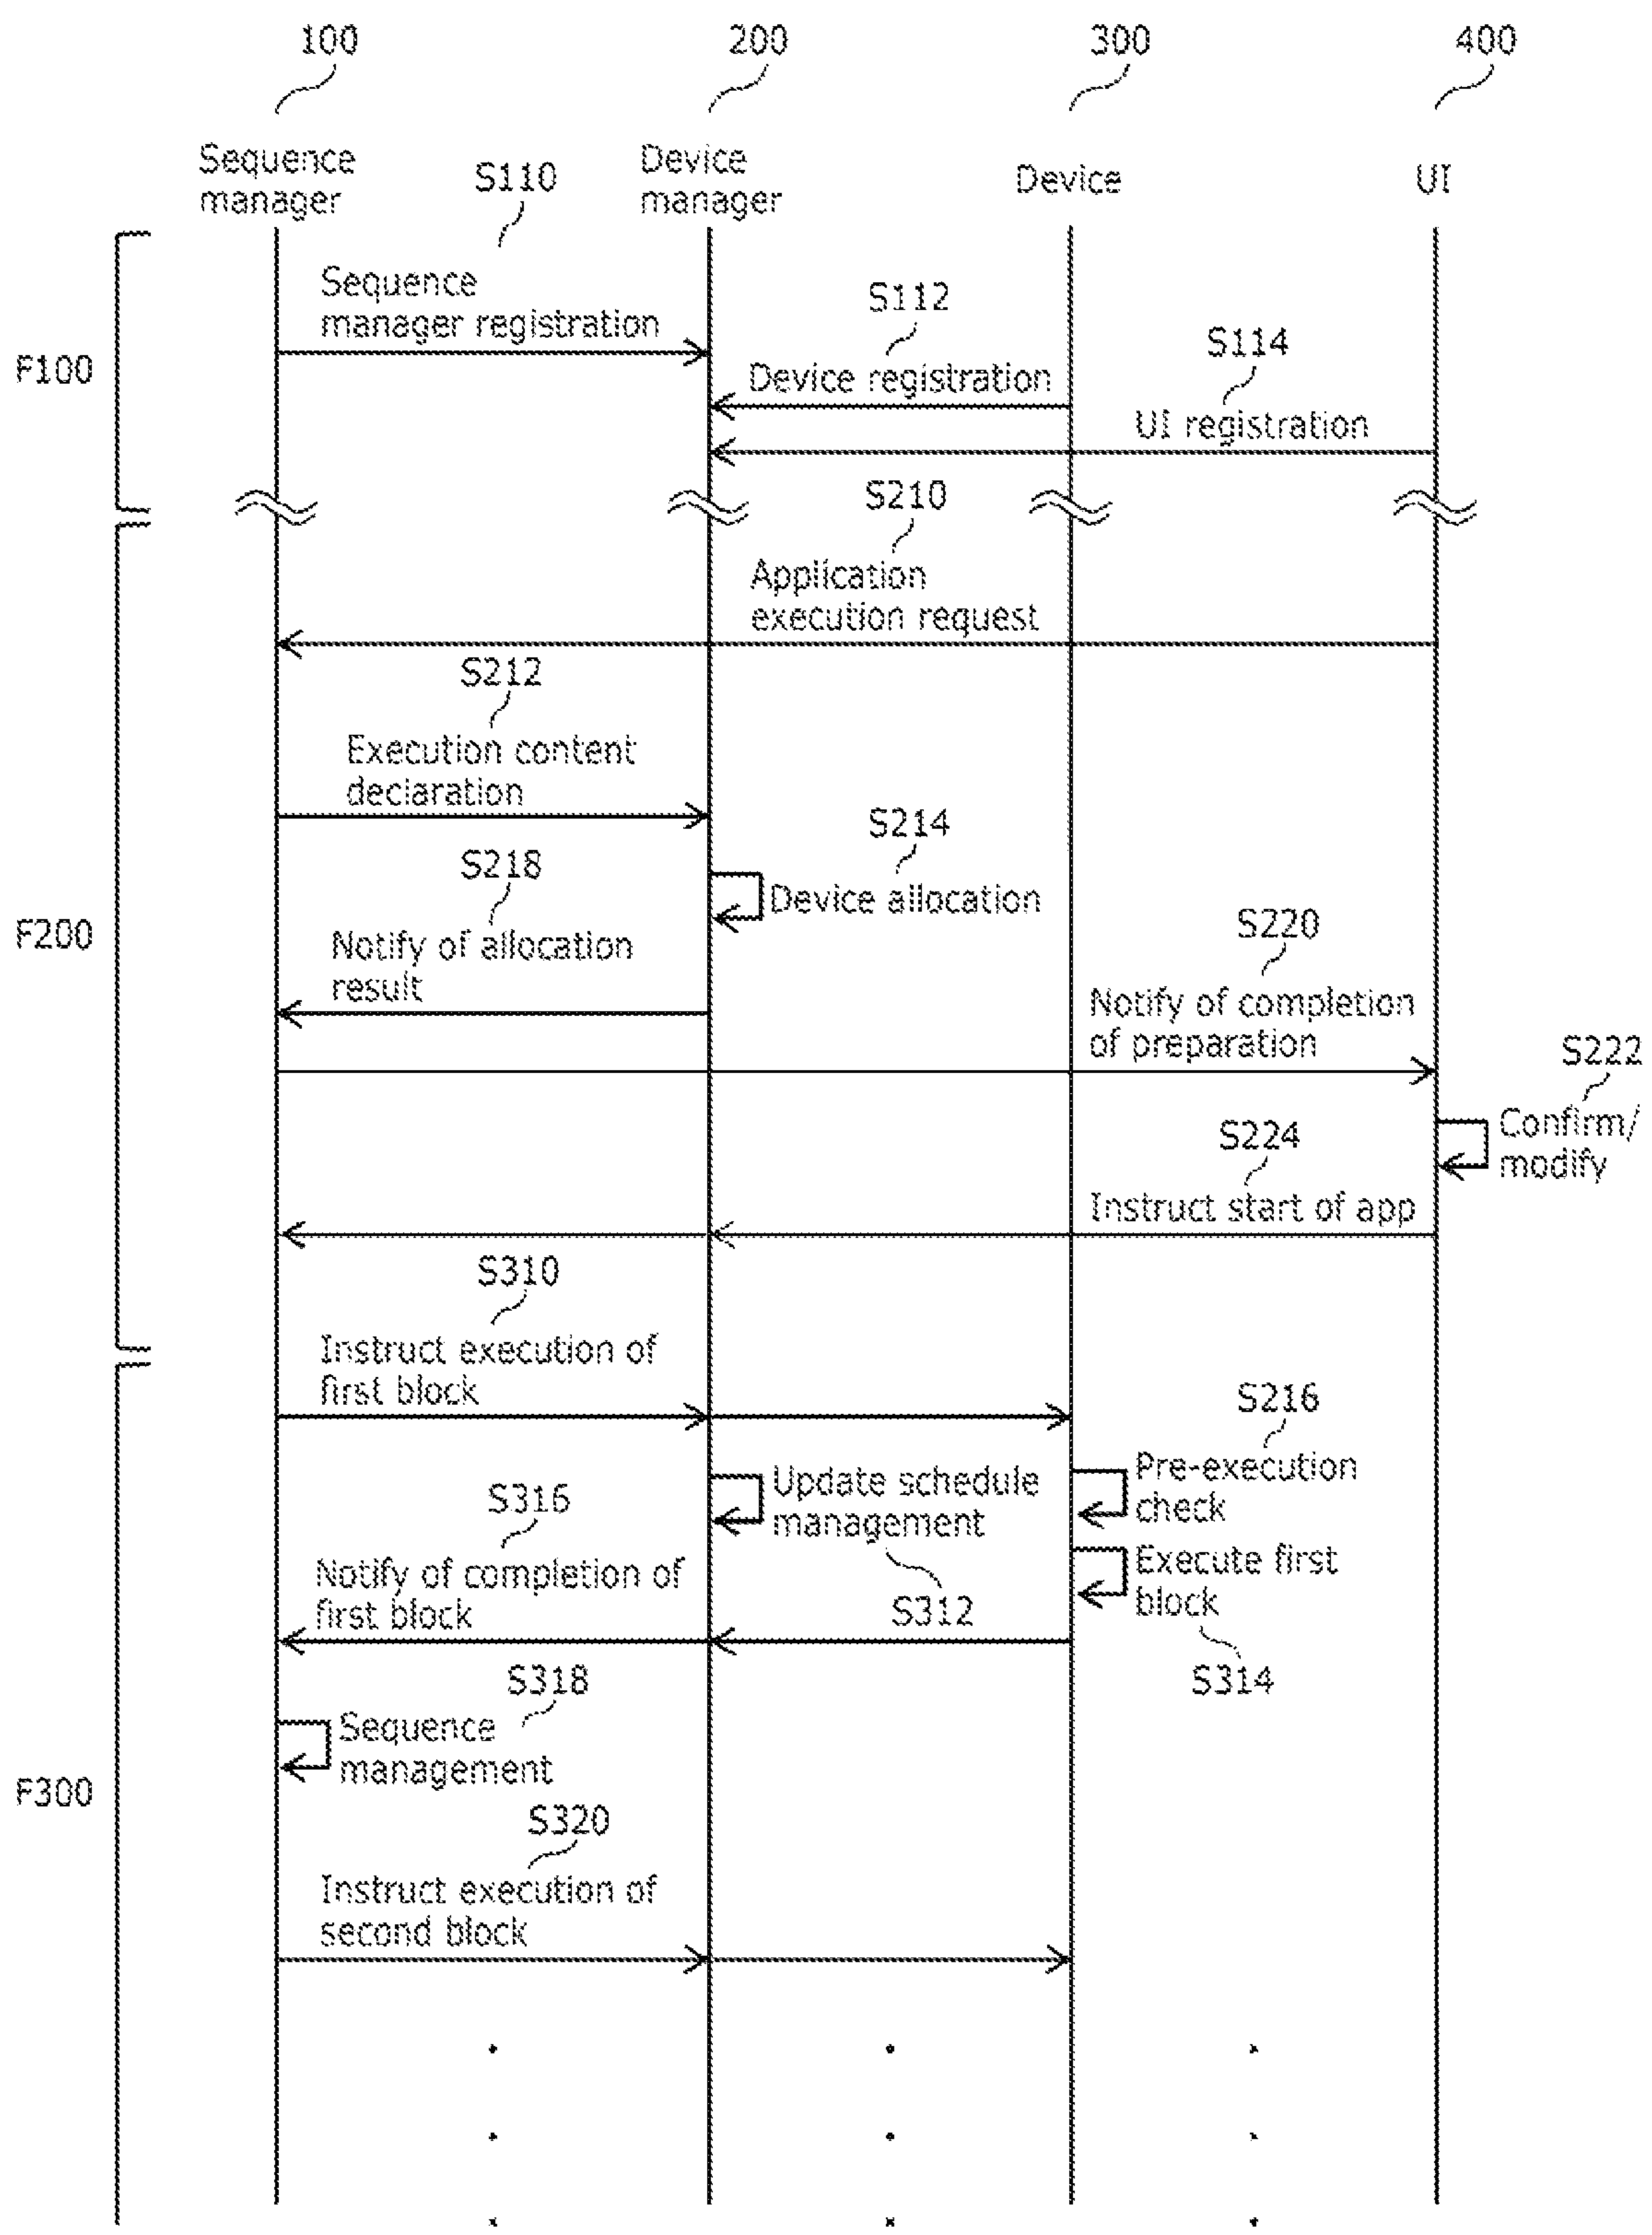 100
200
300
400
Sequence
manager
S110
Device
manager
Device
UI
Sequence
manager registration
S112
S114
F100
Device registration
UI registration
S210
Application
execution request
S212
Execution content
declaration
S214
S218
Device allocation
F200
Notify of allocation
result
S220
Notify of completion
of preparation
S222
Confirm/
modify
S224
Instruct start of app
S310
Instruct execution of
first block
S216
Pre-execution
check
Update schedule
management
S316
Execute first
block
Notify of completion of
first block
S312
S314
S318
Sequence
management
F300
S320
Instruct execution of
second block